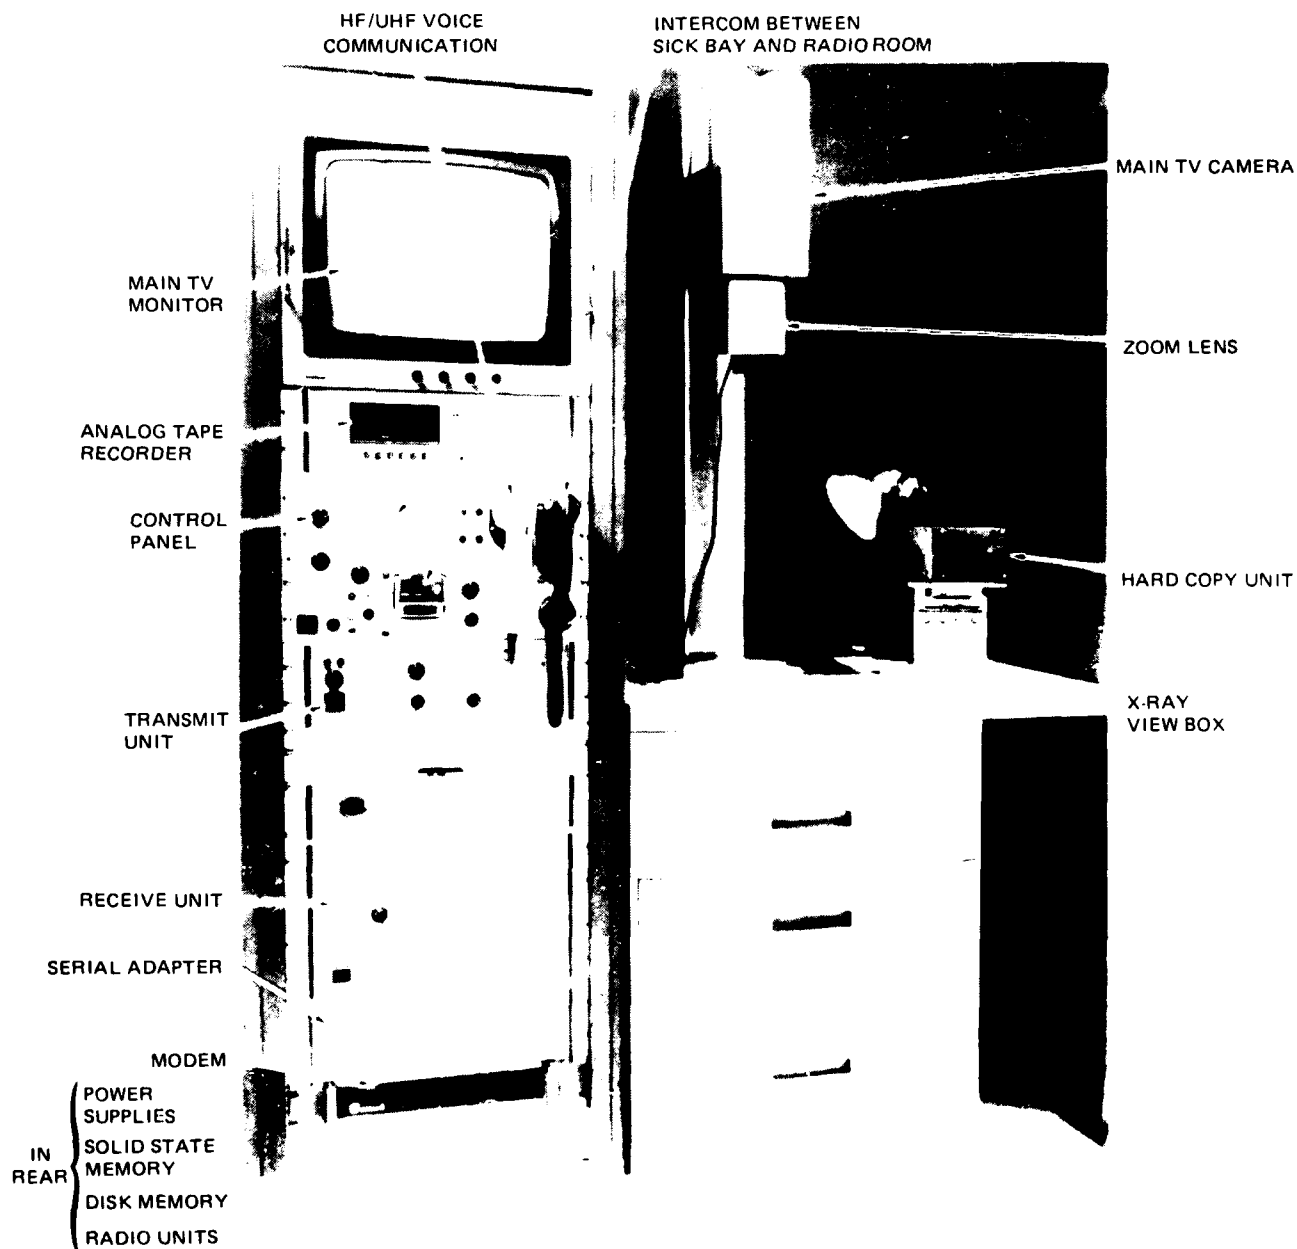 HF/UHF VOICE
COMMUNICATION
INTERCOM BETWEEN
SICK BAY AND RADIO ROOM
MAIN TV CAMERA
MAIN TV
MONITOR
ZOOM LENS
ANALOG TAPE
RECORDER
CONTROL
PANEL
HARD COPY UNIT
TRANSMIT
UNIT
X-RAY
VIEW BOX
RECEIVE UNIT
SERIAL ADAPTER
MODEM
IN
REAR
POWER
SUPPLIES
SOLID STATE
MEMORY
DISK MEMORY
RADIO UNITS